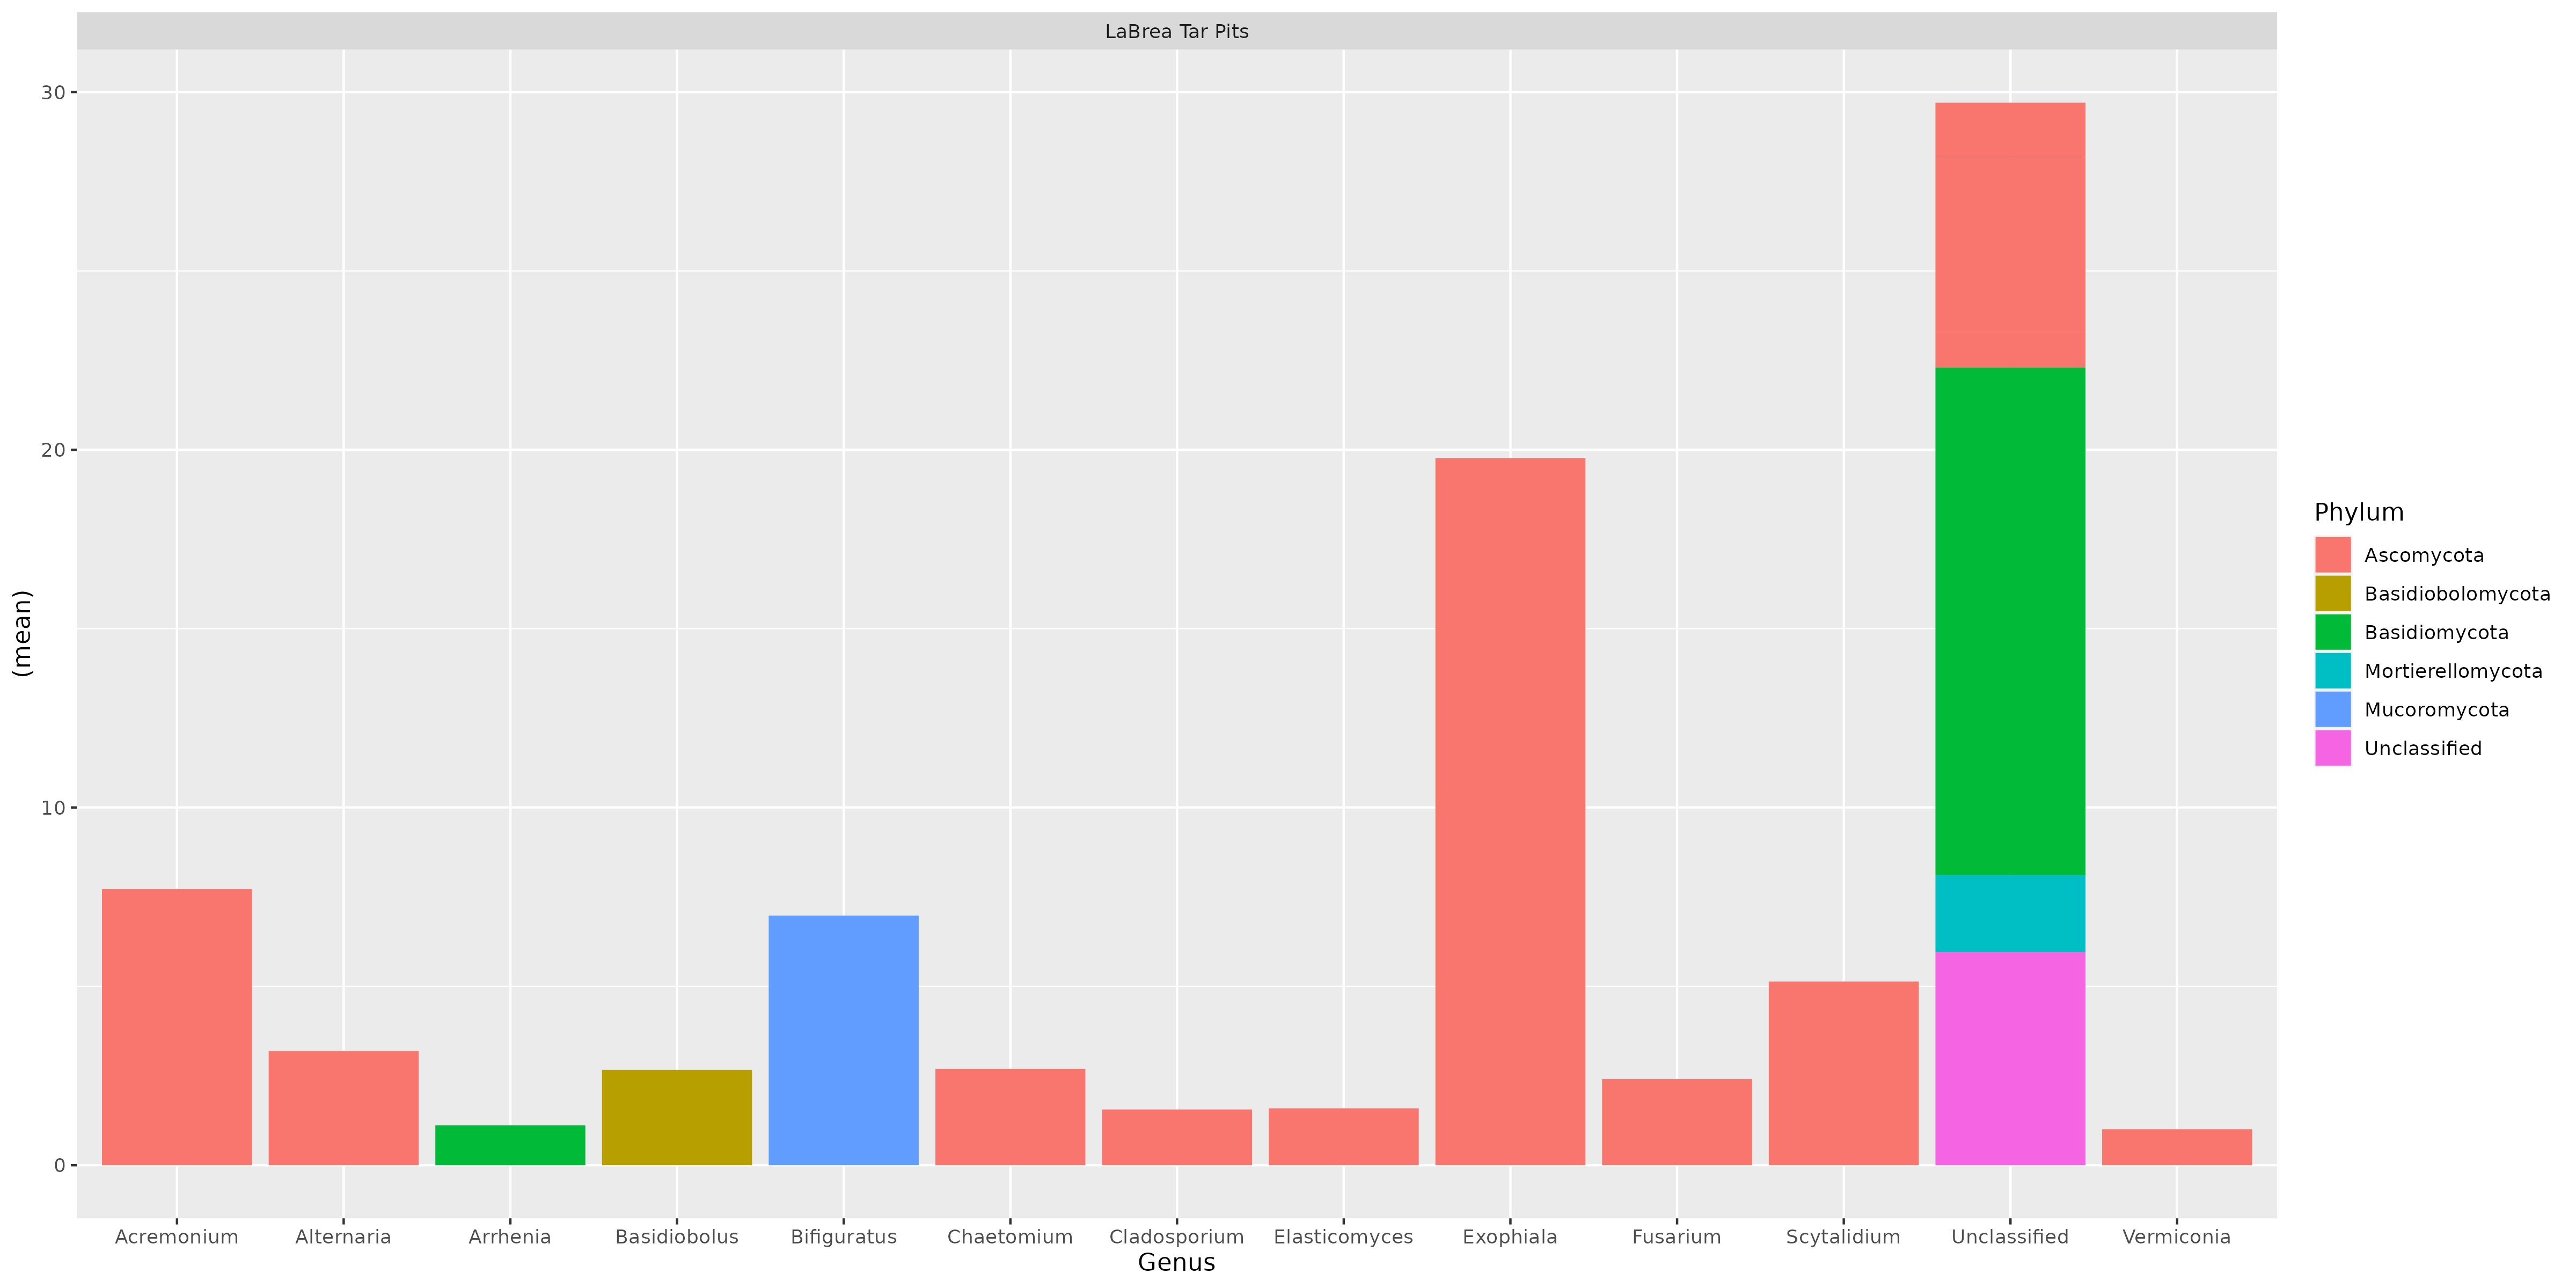 LaBrea Tar Pits
30
20
10
0
(mean)
Acremonium Alternaria Arrhenia Basidiobolus Bifiguratus Chaetomium Cladosporium Elasticomyces Exophiala Fusarium Scytalidium Unclassified Vermiconia
Genus
Phylum
Ascomycota
Basidiobolomycota
Basidiomycota
Mortierellomycota
Mucoromycota
Unclassified